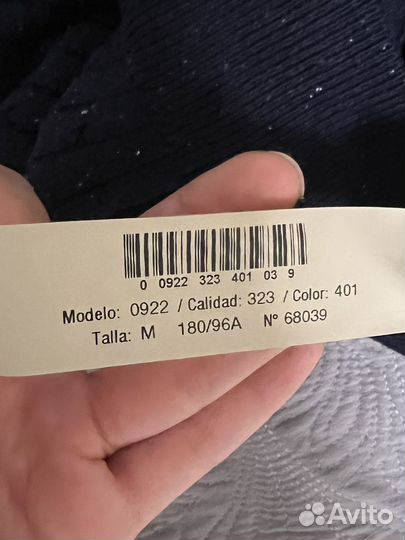 0 0922 323 401 03 9
Modelo: 0922 / Calidad: 323 / Color: 401
Talla: M 180/96A Nº 68039
Avito